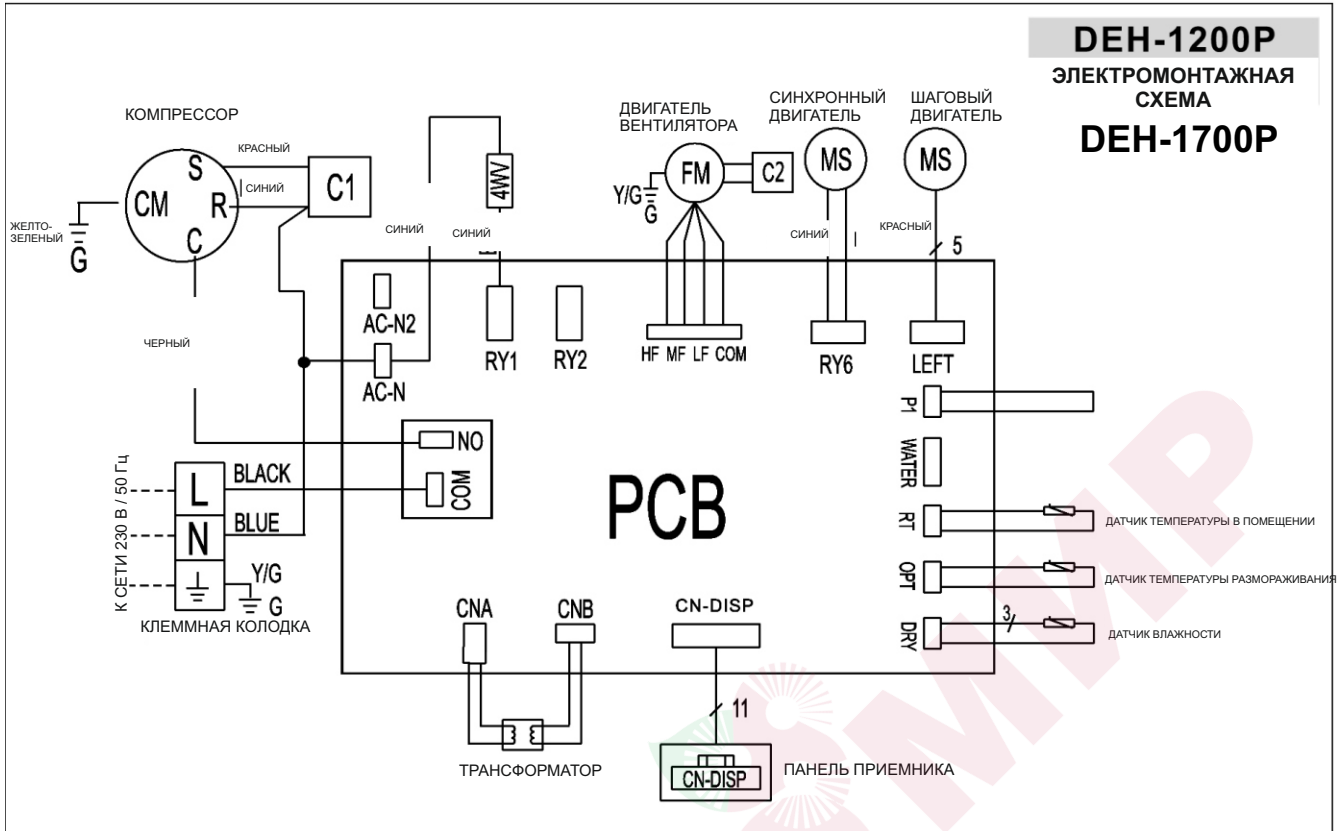 DEH-1200P
ЭЛЕКТРОМОНТАЖНАЯ
СХЕМА
DEH-1700P
КОМПРЕССОР
ДВИГАТЕЛЬ
ВЕНТИЛЯТОРА
СИНХРОННЫЙ
ДВИГАТЕЛЬ
ШАГОВЫЙ
ДВИГАТЕЛЬ
КРАСНЫЙ
СИНИЙ
S
R
C
CM
C1
4WV
FM
C2
MS
MS
Y/G
G
ЖЕЛТО-
ЗЕЛЕНЫЙ
G
СИНИЙ
СИНИЙ
СИНИЙ
КРАСНЫЙ
5
ЧЕРНЫЙ
AC-N2
AC-N
RY1
RY2
HF MF LF COM
RY6
LEFT
P1
WATER
RT
OPT
DRY
NO
COM
PCB
К СЕТИ 230 В / 50 Гц
L
BLACK
N
BLUE
Y/G
G
КЛЕММНАЯ КОЛОДКА
ДАТЧИК ТЕМПЕРАТУРЫ В ПОМЕЩЕНИИ
ДАТЧИК ТЕМПЕРАТУРЫ РАЗМОРАЖИВАНИЯ
3
ДАТЧИК ВЛАЖНОСТИ
CNA
CNB
CN-DISP
11
ТРАНСФОРМАТОР
CN-DISP
ПАНЕЛЬ ПРИЕМНИКА
МИР